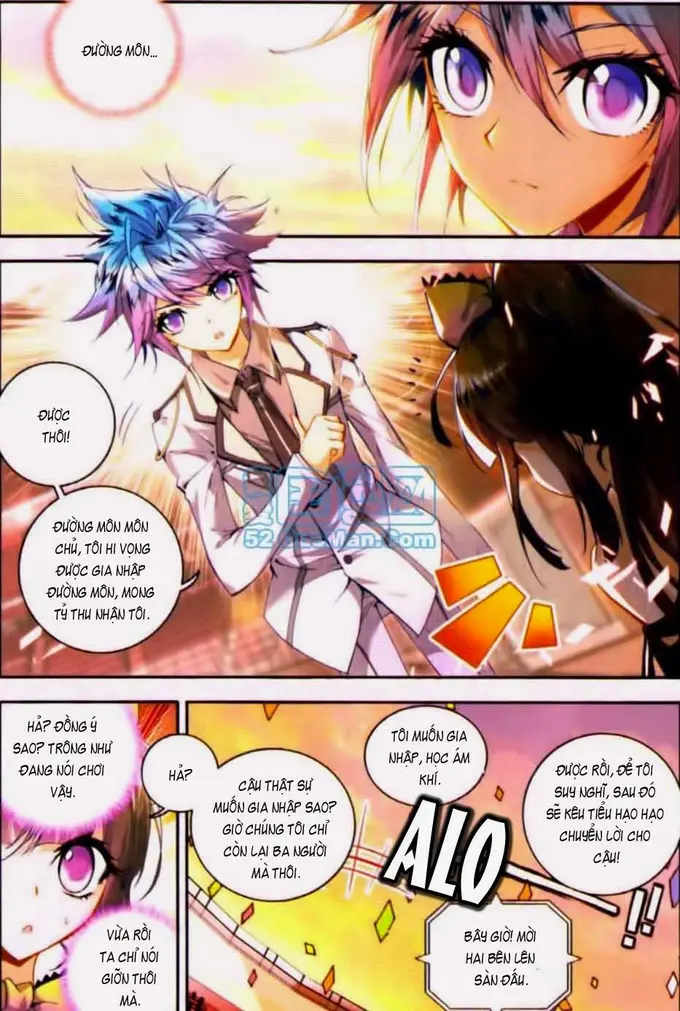 ĐƯỜNG MÔN...
ĐƯỢC
THÔI!
ĐƯỜNG MÔN MÔN
CHỦ, TÔI HI VỌNG
ĐƯỢC GIA NHẬP
ĐƯỜNG MÔN, MONG
TỶ THU NHẬN TÔI.
HẢ? ĐỒNG Ý
SAO? TRÔNG NHƯ
ĐANG NÓI CHƠI
VẬY.
HẢ?
CẬU THẬT SỰ
MUỐN GIA NHẬP SAO?
GIỜ CHÚNG TÔI CHỈ
CÒN LẠI BA NGƯỜI
MÀ THÔI.
TÔI MUỐN GIA
NHẬP, HỌC ÁM
KHÍ.
ĐƯỢC RỒI, ĐỂ TÔI
SUY NGHĨ, SAU ĐÓ
SẼ KÊU TIỂU HẠO HẠO
CHUYỂN LỜI CHO
CẬU!
ALO
!!
VỪA RỒI
TA CHỈ NÓI
GIỠN THÔI
MÀ.
BÂY GIỜ! MỜI
HAI BÊN LÊN
SÀN ĐẤU.